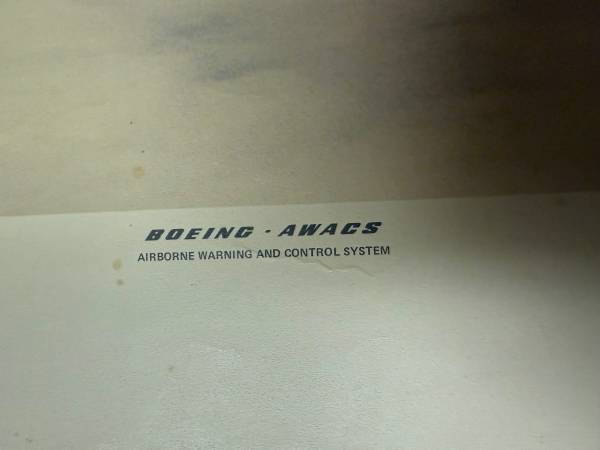 BOEING · AWACS
AIRBORNE WARNING AND CONTROL SYSTEM